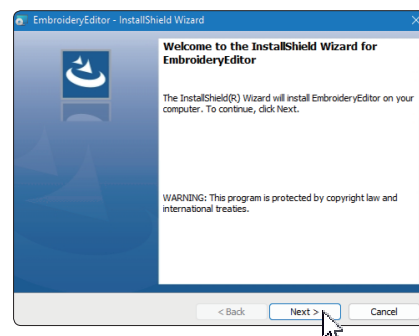 EmbroideryEditor - InstallShield Wizard
Welcome to the InstallShield Wizard for
EmbroideryEditor
The InstallShield(R) Wizard will install EmbroideryEditor on your
computer. To continue, click Next.
WARNING: This program is protected by copyright law and
international treaties.
< Back Next > Cancel